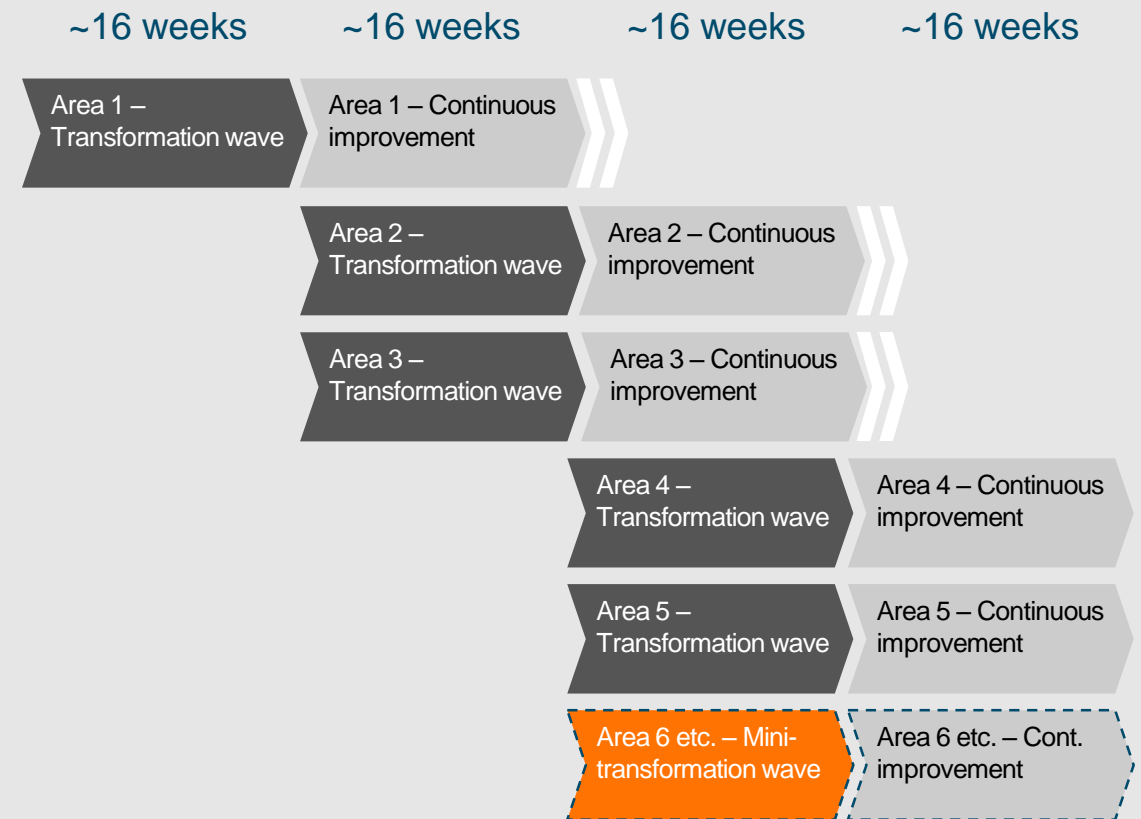 ~16 weeks ~16 weeks ~16 weeks ~16 weeks
Area 1 –
Transformation wave
Area 1 – Continuous
improvement
Area 2 –
Transformation wave
Area 2 – Continuous
improvement
Area 3 –
Transformation wave
Area 3 – Continuous
improvement
Area 4 –
Transformation wave
Area 4 – Continuous
improvement
Area 5 –
Transformation wave
Area 5 – Continuous
improvement
Area 6 etc. – Mini-
transformation wave
Area 6 etc. – Cont.
improvement